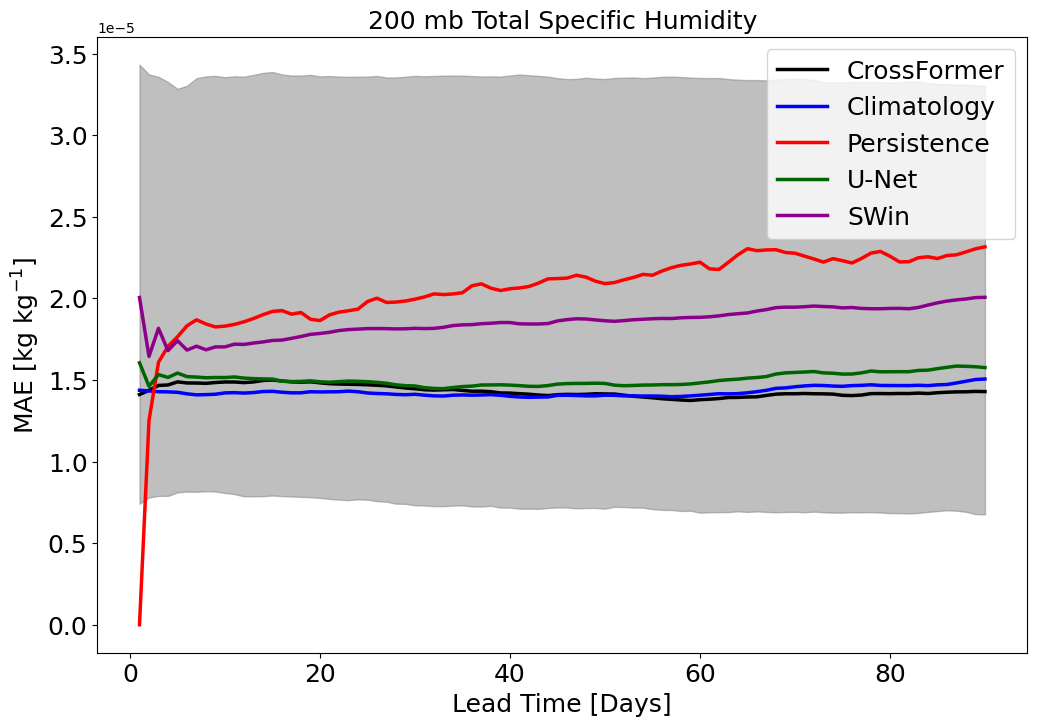 200 mb Total Specific Humidity
1e−5
3.5
3.0
2.5
2.0
1.5
1.0
0.5
0.0
MAE [kg kg⁻¹]
CrossFormer
Climatology
Persistence
U-Net
SWin
0 20 40 60 80
Lead Time [Days]